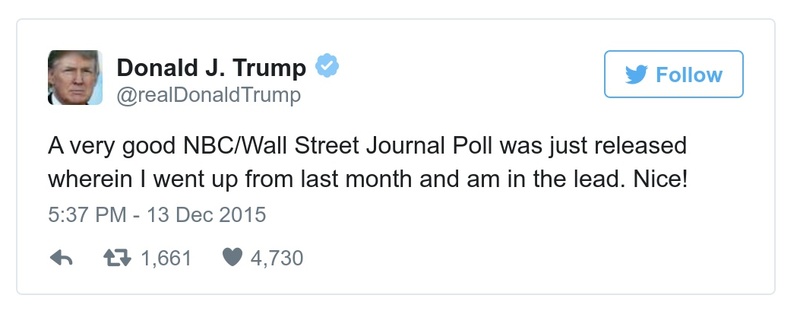 Donald J. Trump
@realDonaldTrump
Follow
A very good NBC/Wall Street Journal Poll was just released
wherein I went up from last month and am in the lead. Nice!
5:37 PM - 13 Dec 2015
1,661 4,730